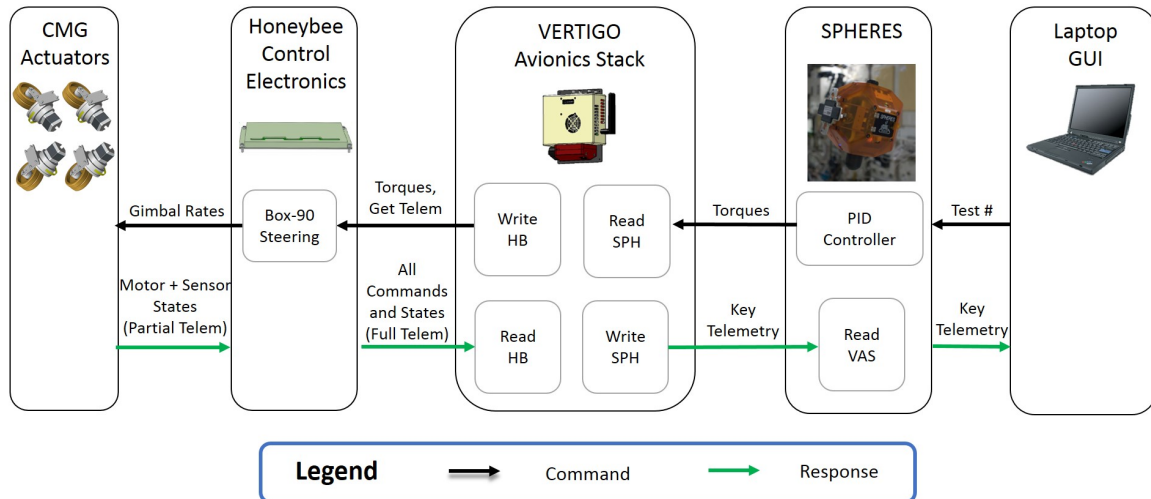 CMG
Actuators
Honeybee
Control
Electronics
VERTIGO
Avionics Stack
SPHERES
Laptop
GUI
Gimbal Rates
Box-90
Steering
Torques,
Get Telem
Write
HB
Read
SPH
Torques
PID
Controller
Test #
Motor + Sensor
States
(Partial Telem)
All
Commands
and States
(Full Telem)
Read
HB
Write
SPH
Key
Telemetry
Read
VAS
Key
Telemetry
Legend
Command
Response